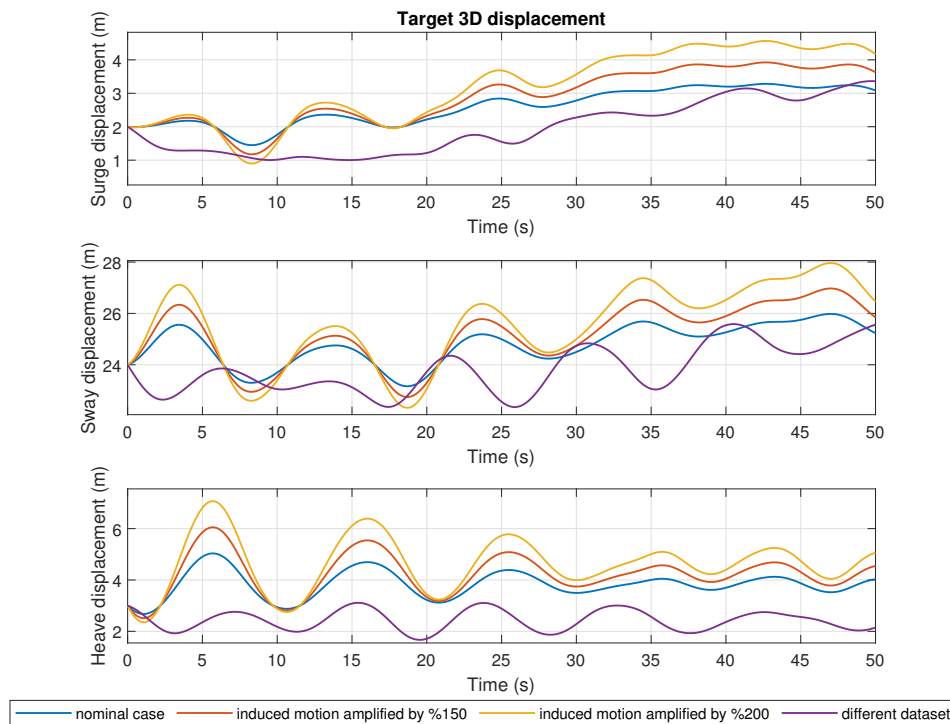 Target 3D displacement
Surge displacement (m)
4
3
2
1
0 5 10 15 20 25 30 35 40 45 50
Time (s)
Sway displacement (m)
28
26
24
0 5 10 15 20 25 30 35 40 45 50
Time (s)
Heave displacement (m)
6
4
2
0 5 10 15 20 25 30 35 40 45 50
Time (s)
nominal case induced motion amplified by %150 induced motion amplified by %200 different dataset